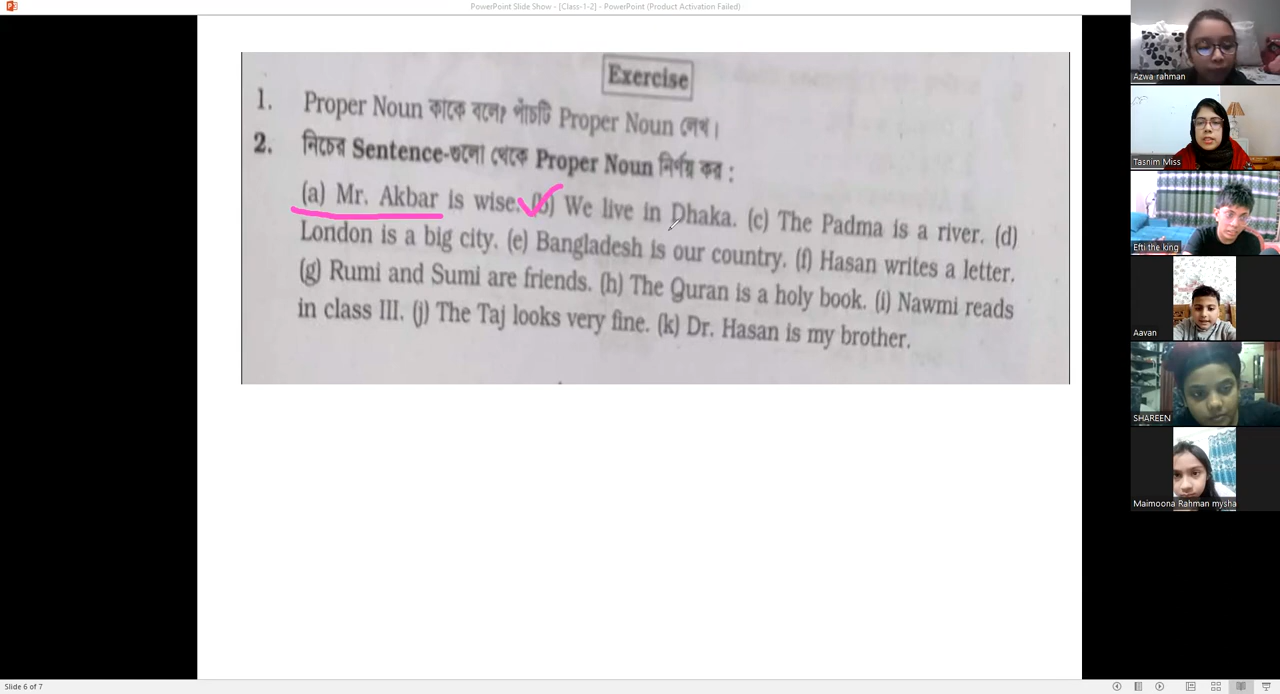 PowerPoint Slide Show - [Class-1-2] - PowerPoint (Product Activation Failed)
Exercise
1. Proper Noun কাকে বলে? পাঁচটি Proper Noun লেখ।
2. নিচের Sentence-গুলো থেকে Proper Noun নির্ণয় কর :
(a) Mr. Akbar is wise. (b) We live in Dhaka. (c) The Padma is a river. (d)
London is a big city. (e) Bangladesh is our country. (f) Hasan writes a letter.
(g) Rumi and Sumi are friends. (h) The Quran is a holy book. (i) Nawmi reads
in class III. (j) The Taj looks very fine. (k) Dr. Hasan is my brother.
Azwa rahman
Tasnim Miss
Efti the king
Aavan
SHAREEN
Maimoona Rahman mysha
Slide 6 of 7